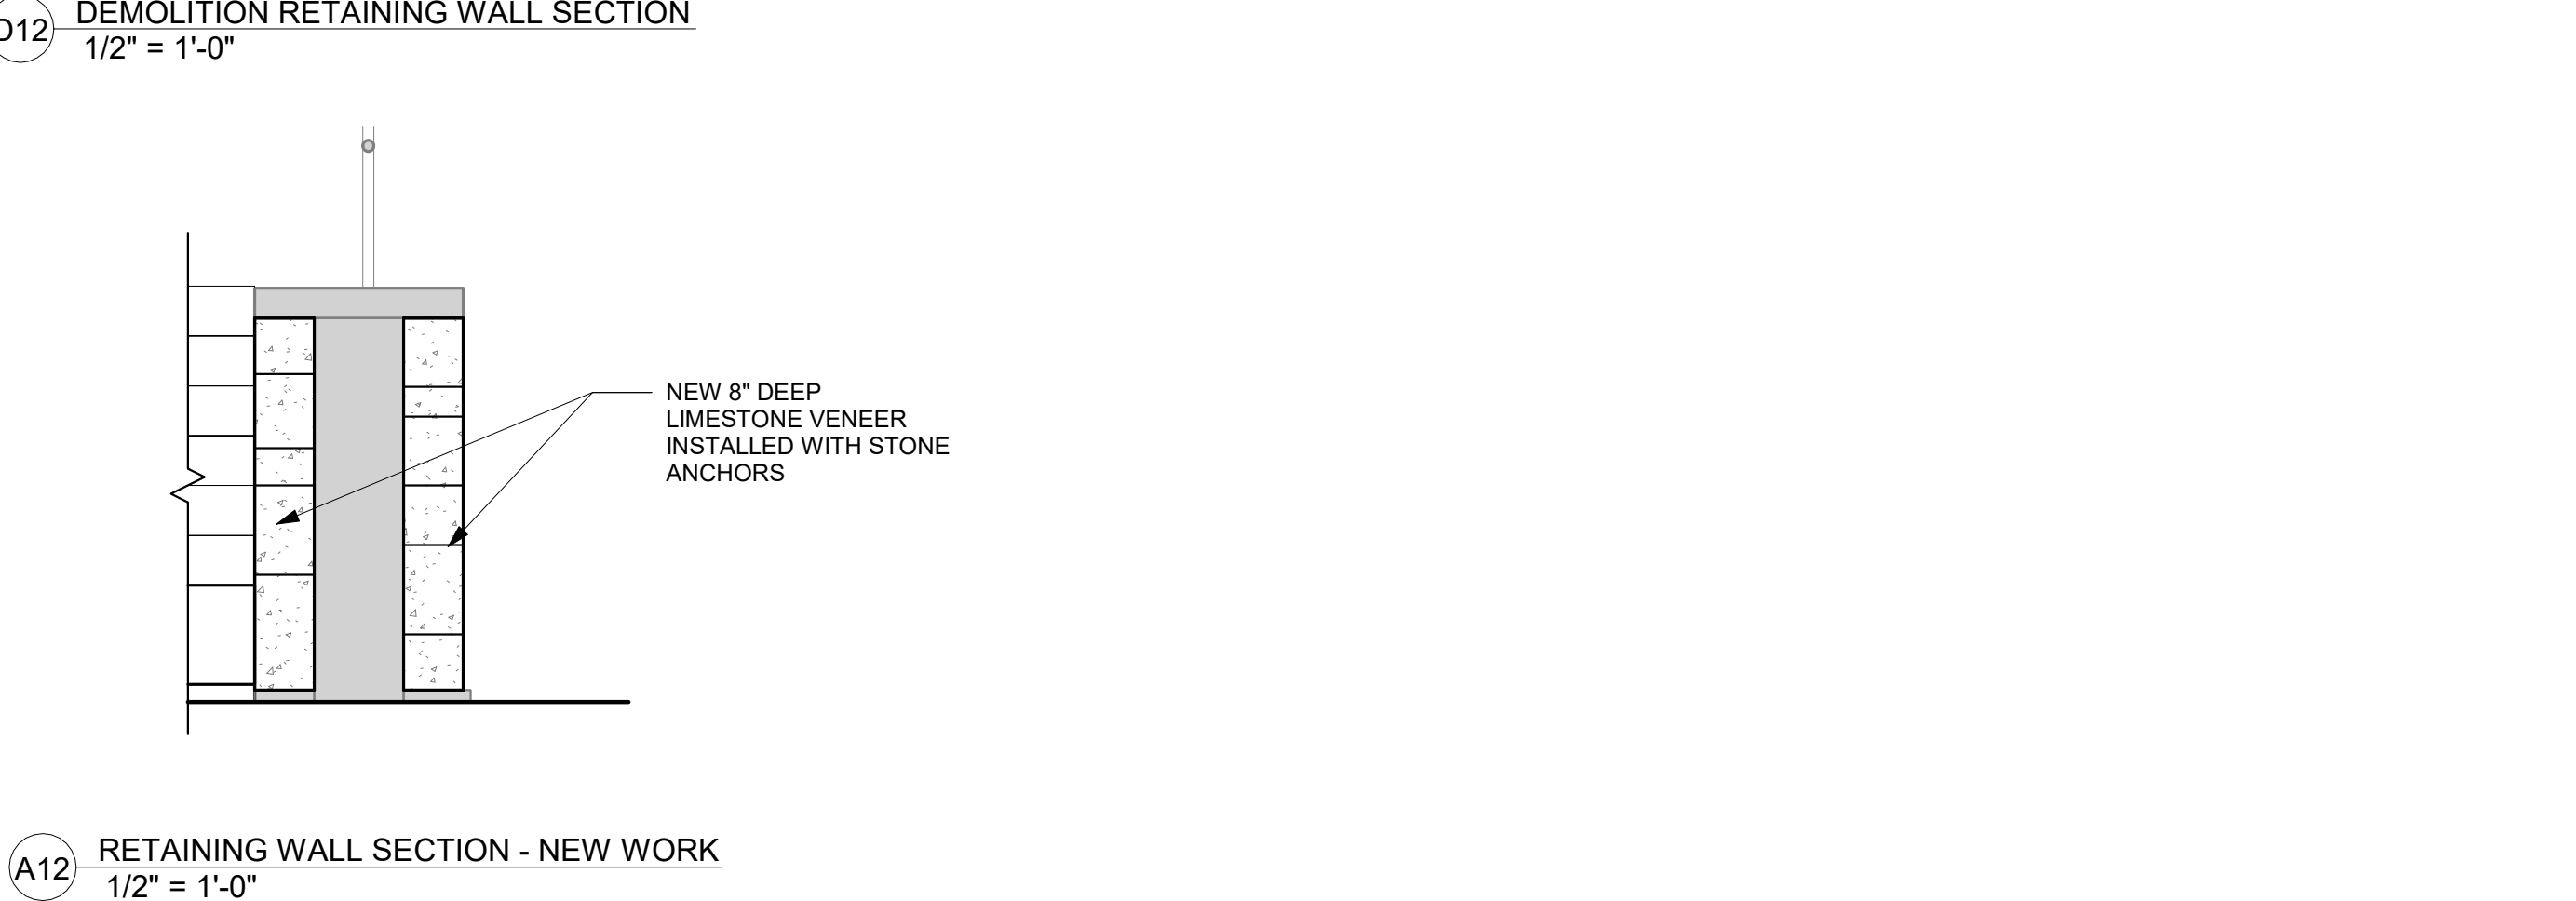 D12 DEMOLITION RETAINING WALL SECTION
1/2" = 1'-0"
NEW 8" DEEP
LIMESTONE VENEER
INSTALLED WITH STONE
ANCHORS
A12 RETAINING WALL SECTION - NEW WORK
1/2" = 1'-0"